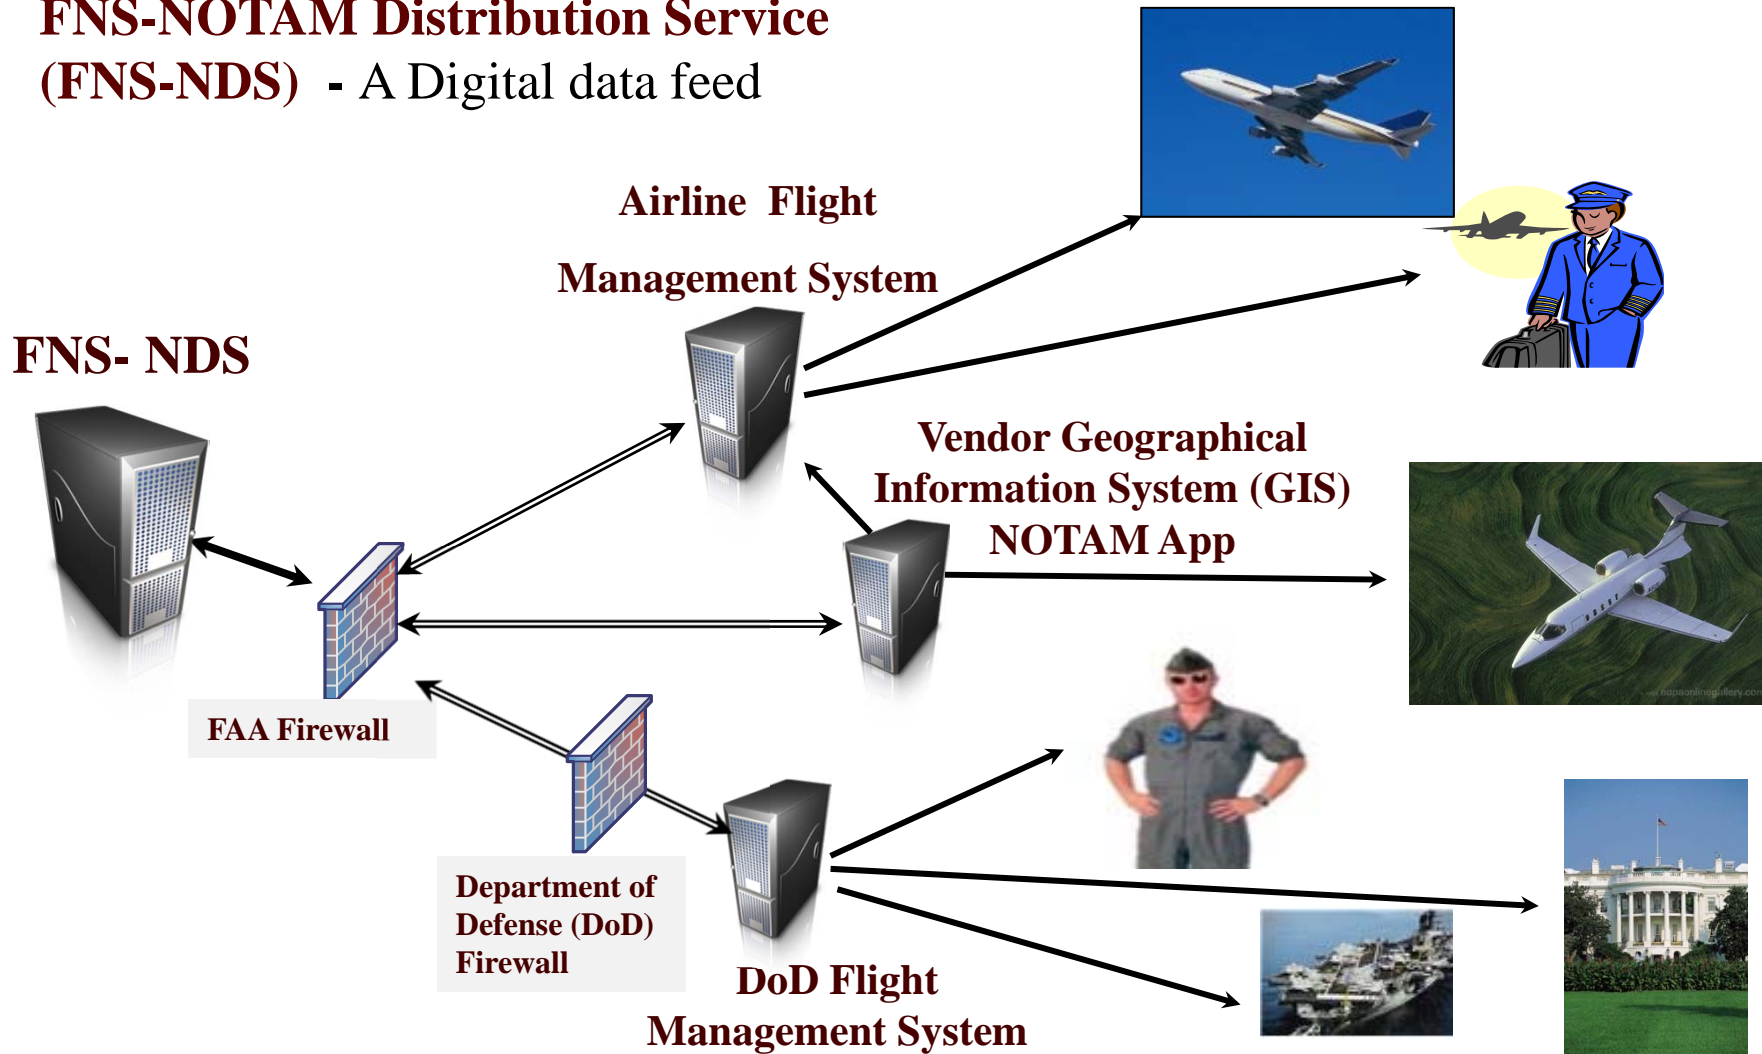 FNS-NOTAM Distribution Service
(FNS-NDS) - A Digital data feed
Airline Flight
Management System
FNS- NDS
Vendor Geographical
Information System (GIS)
NOTAM App
FAA Firewall
Department of
Defense (DoD)
Firewall
DoD Flight
Management System